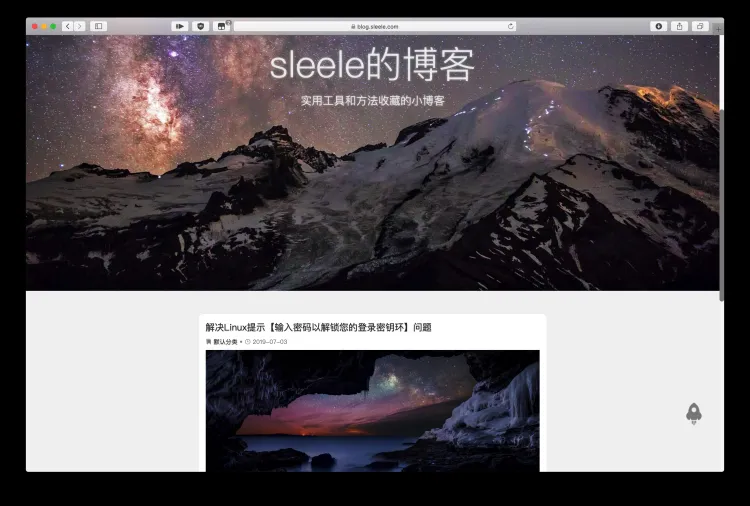 blog.sleele.com
sleele的博客
实用工具和方法收藏的小博客
解决Linux提示【输入密码以解锁您的登录密钥环】问题
默认分类 • 2019-07-03